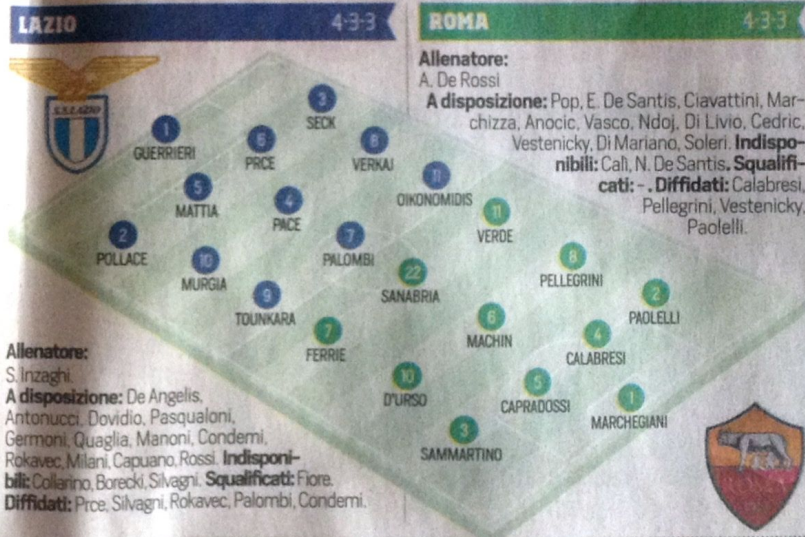 LAZIO 4-3-3
Allenatore:
S. Inzaghi.
A disposizione: De Angelis,
Antonucci, Dovidio, Pasqualoni,
Germoni, Quaglia, Manoni, Condemi,
Rokavec, Milani, Capuano, Rossi. Indisponi-
bili: Collarino, Borecki, Silvagni. Squalificati: Fiore.
Diffidati: Prce, Silvagni, Rokavec, Palombi, Condemi.
S.S. LAZIO
1
GUERRIERI
3
SECK
6
PRCE
8
VERKAJ
11
OIKONOMIDIS
5
MATTIA
4
PACE
7
PALOMBI
2
POLLACE
10
MURGIA
9
TOUNKARA
ROMA 4-3-3
Allenatore:
A. De Rossi
A disposizione: Pop, E. De Santis, Ciavattini, Mar-
chizza, Anocic, Vasco, Ndoj, Di Livio, Cedric,
Vestenicky, Di Mariano, Soleri. Indispo-
nibili: Calì, N. De Santis. Squalifi-
cati: -. Diffidati: Calabresi,
Pellegrini, Vestenicky,
Paolelli.
11
VERDE
8
PELLEGRINI
2
PAOLELLI
22
SANABRIA
6
MACHIN
4
CALABRESI
7
FERRIE
10
D'URSO
5
CAPRADOSSI
1
MARCHEGIANI
3
SAMMARTINO